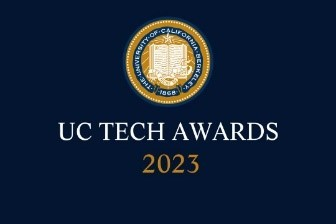 THE·UNIVERSITY·OF·CALIFORNIA·BERKELEY·
1868
UC TECH AWARDS
2023